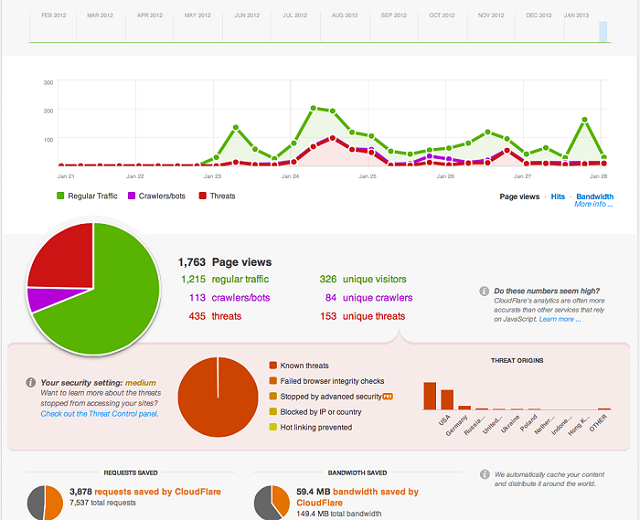 FEB 2012 MAR 2012 APR 2012 MAY 2012 JUN 2012 JUL 2012 AUG 2012 SEP 2012 OCT 2012 NOV 2012 DEC 2012 JAN 2013
300
200
100
Jan 21 Jan 22 Jan 23 Jan 24 Jan 25 Jan 26 Jan 27 Jan 28
Regular Traffic Crawlers/bots Threats
Page views · Hits · Bandwidth
More info ...
1,763 Page views
1,215 regular traffic 326 unique visitors
113 crawlers/bots 84 unique crawlers
435 threats 153 unique threats
Do these numbers seem high?
CloudFlare's analytics are often more
accurate than other services that rely
on JavaScript. Learn more ...
Your security setting: medium
Want to learn more about the threats
stopped from accessing your sites?
Check out the Threat Control panel.
Known threats
Failed browser integrity checks
Stopped by advanced security PRO
Blocked by IP or country
Hot linking prevented
THREAT ORIGINS
USA Germany Russia... United... Ukraine Poland Nether... Indone... Hong K... OTHER
REQUESTS SAVED
3,878 requests saved by CloudFlare
7,537 total requests
BANDWIDTH SAVED
59.4 MB bandwidth saved by
CloudFlare
149.4 MB total bandwidth
We automatically cache your content
and distribute it around the world.